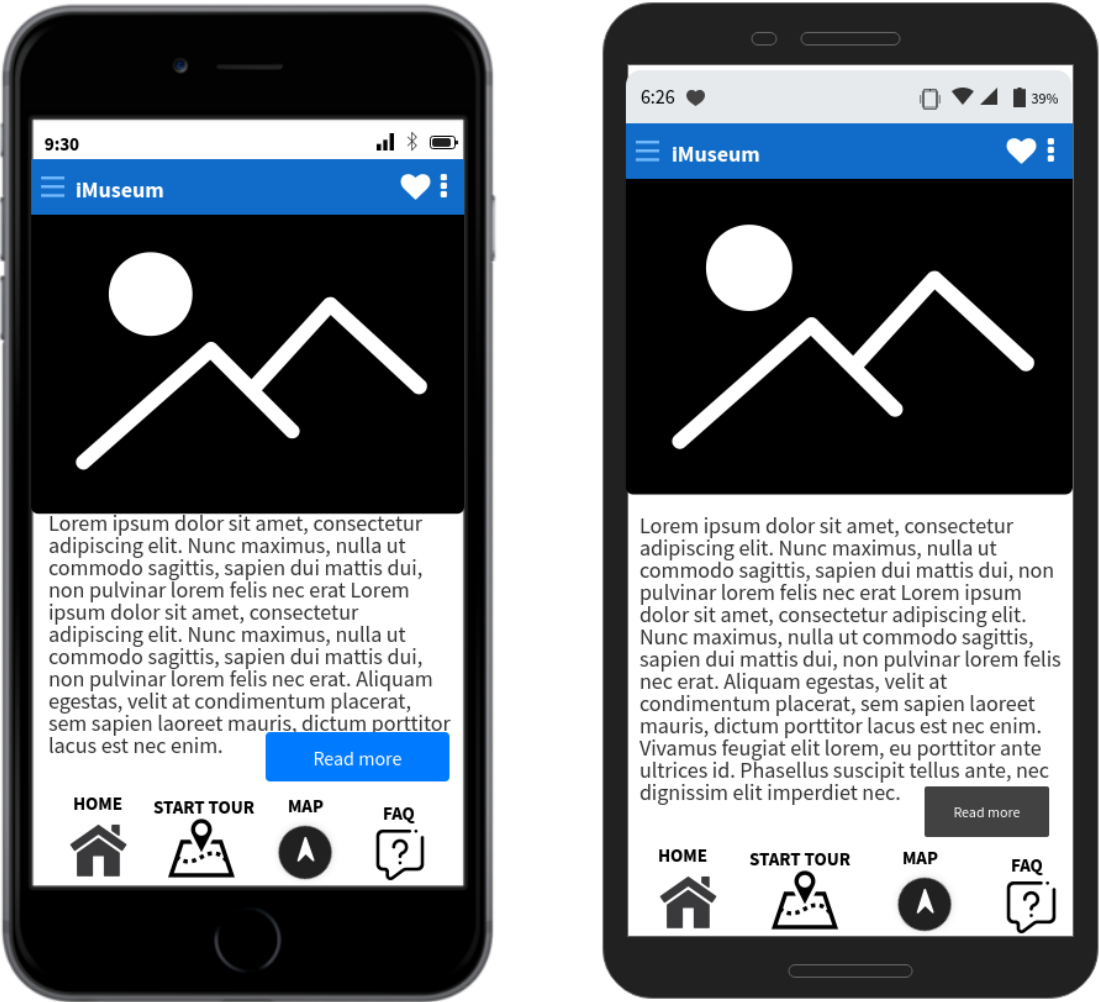 9:30
iMuseum
Lorem ipsum dolor sit amet, consectetur
adipiscing elit. Nunc maximus, nulla ut
commodo sagittis, sapien dui mattis dui,
non pulvinar lorem felis nec erat Lorem
ipsum dolor sit amet, consectetur
adipiscing elit. Nunc maximus, nulla ut
commodo sagittis, sapien dui mattis dui,
non pulvinar lorem felis nec erat. Aliquam
egestas, velit at condimentum placerat,
sem sapien laoreet mauris, dictum porttitor
lacus est nec enim.
Read more
HOME
START TOUR
MAP
FAQ
6:26
39%
iMuseum
Lorem ipsum dolor sit amet, consectetur
adipiscing elit. Nunc maximus, nulla ut
commodo sagittis, sapien dui mattis dui, non
pulvinar lorem felis nec erat Lorem ipsum
dolor sit amet, consectetur adipiscing elit.
Nunc maximus, nulla ut commodo sagittis,
sapien dui mattis dui, non pulvinar lorem felis
nec erat. Aliquam egestas, velit at
condimentum placerat, sem sapien laoreet
mauris, dictum porttitor lacus est nec enim.
Vivamus feugiat elit lorem, eu porttitor ante
ultrices id. Phasellus suscipit tellus ante, nec
dignissim elit imperdiet nec.
Read more
HOME
START TOUR
MAP
FAQ